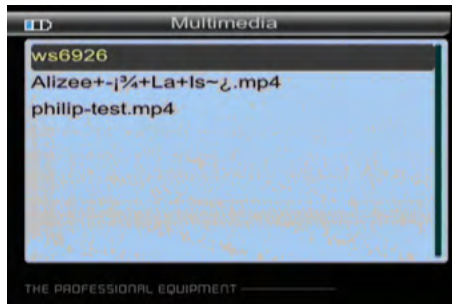 Multimedia
ws6926
Alizee+-¡¾+La+Is~¿.mp4
philip-test.mp4
THE PROFESSIONAL EQUIPMENT